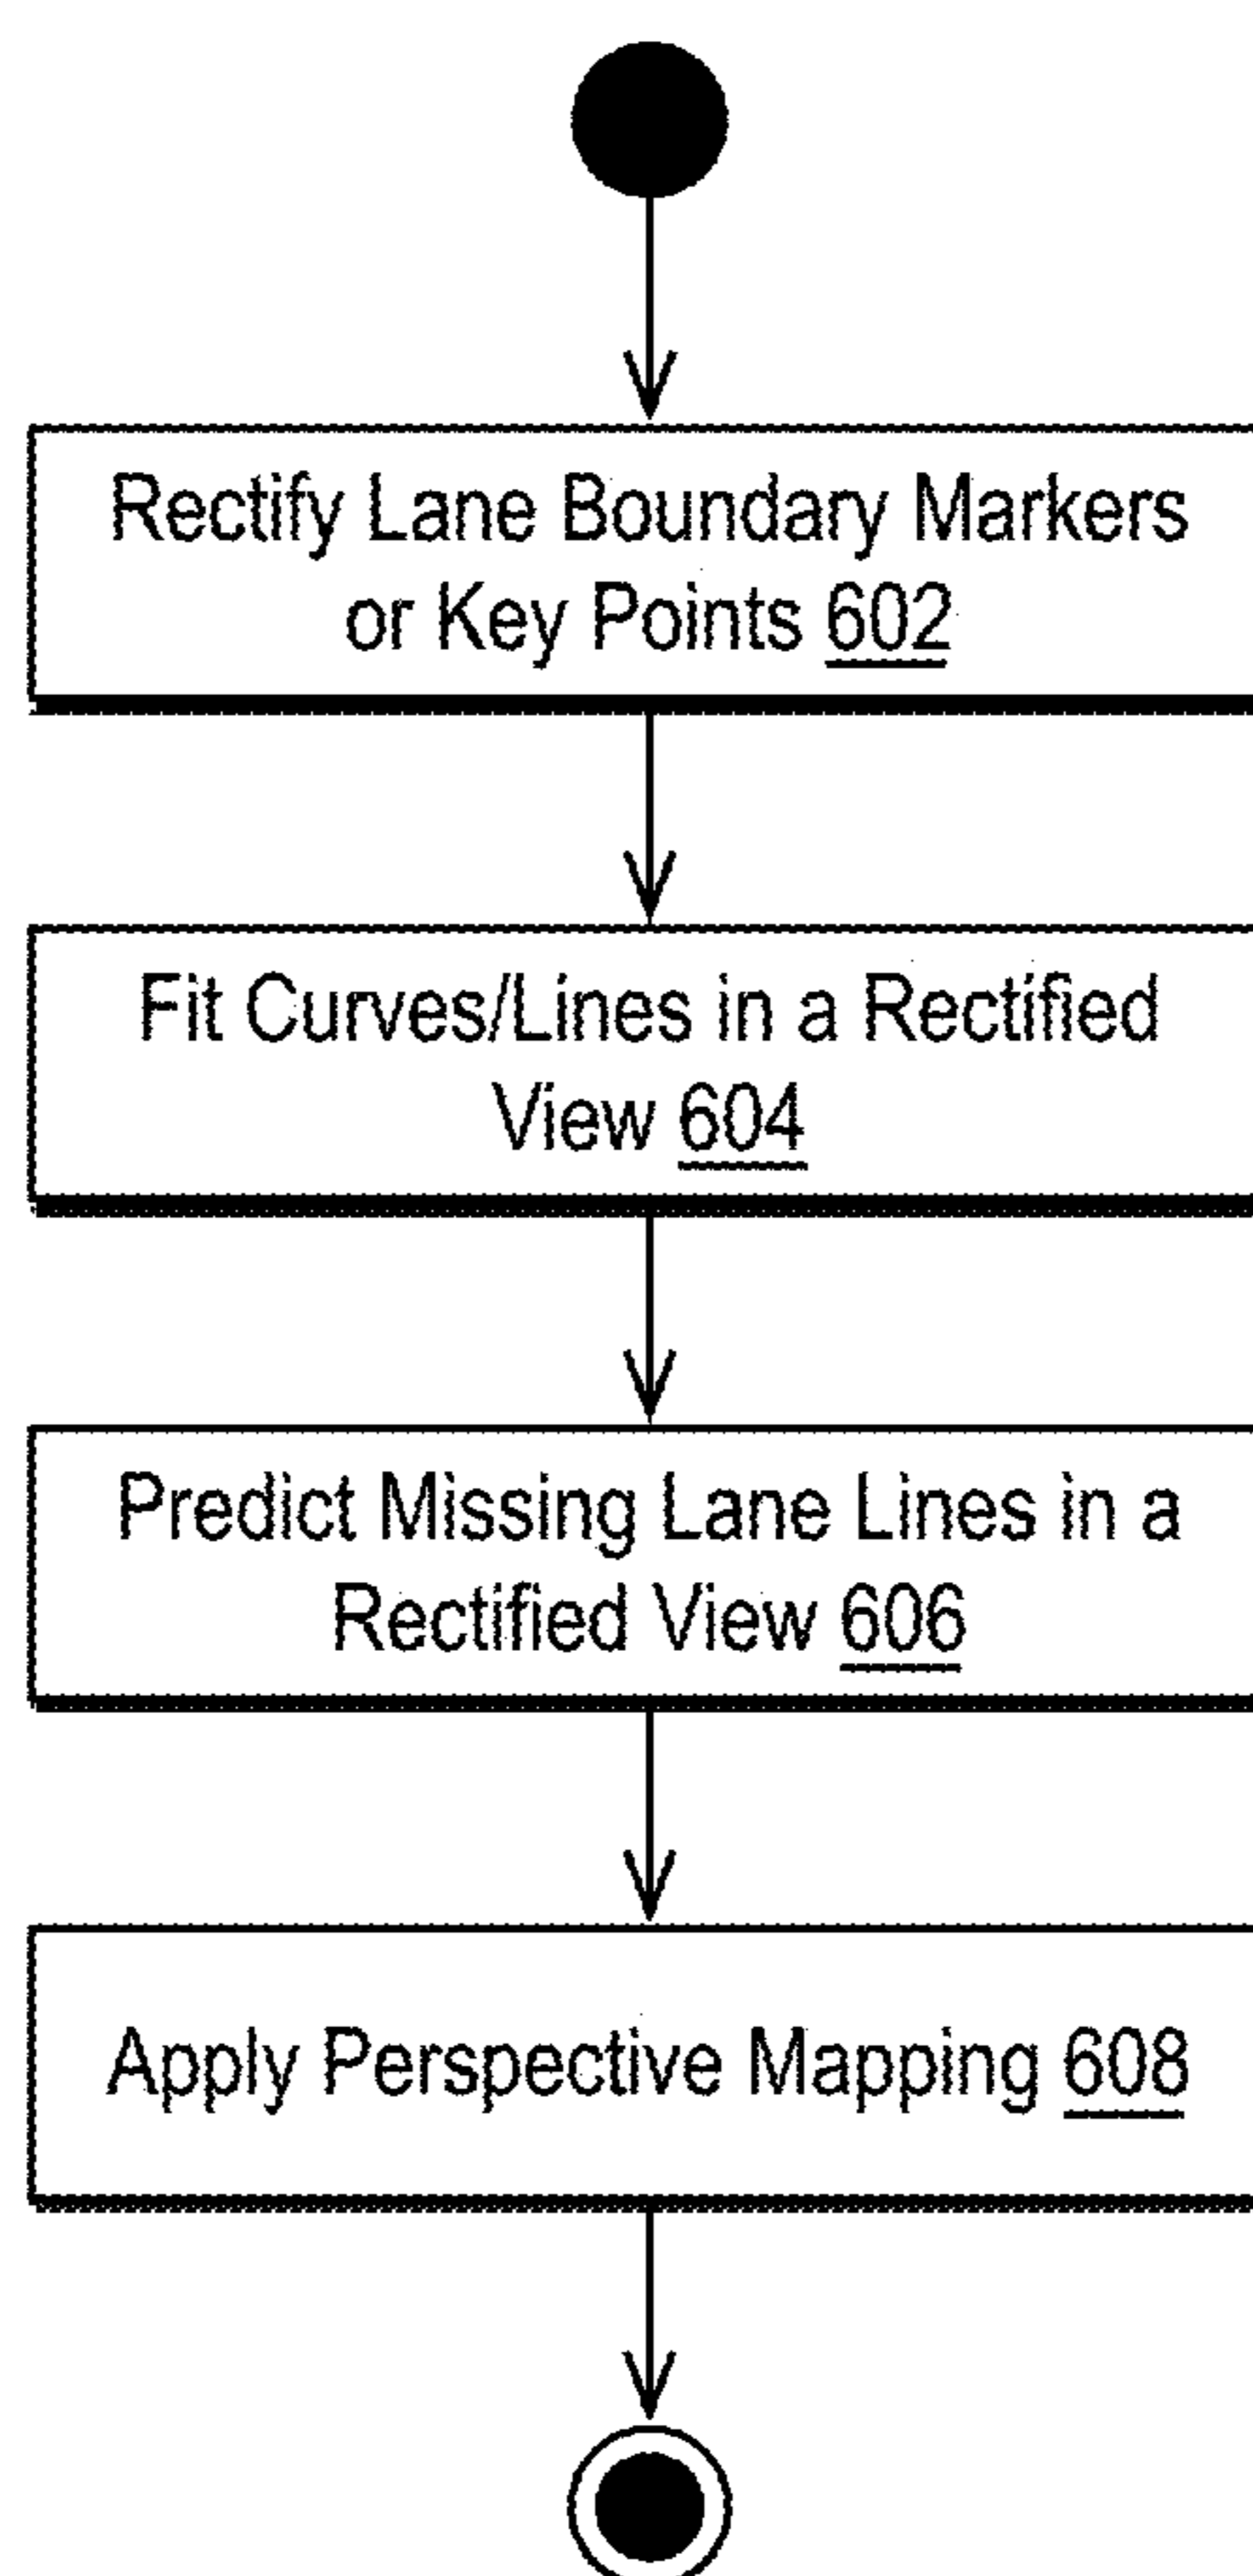 Rectify Lane Boundary Markers
or Key Points 602
Fit Curves/Lines in a Rectified
View 604
Predict Missing Lane Lines in a
Rectified View 606
Apply Perspective Mapping 608